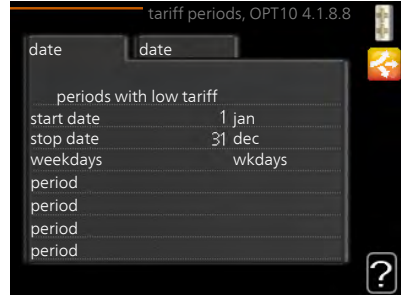 tariff periods, OPT10 4.1.8.8
date date
periods with low tariff
start date 1 jan
stop date 31 dec
weekdays wkdays
period
period
period
period
?